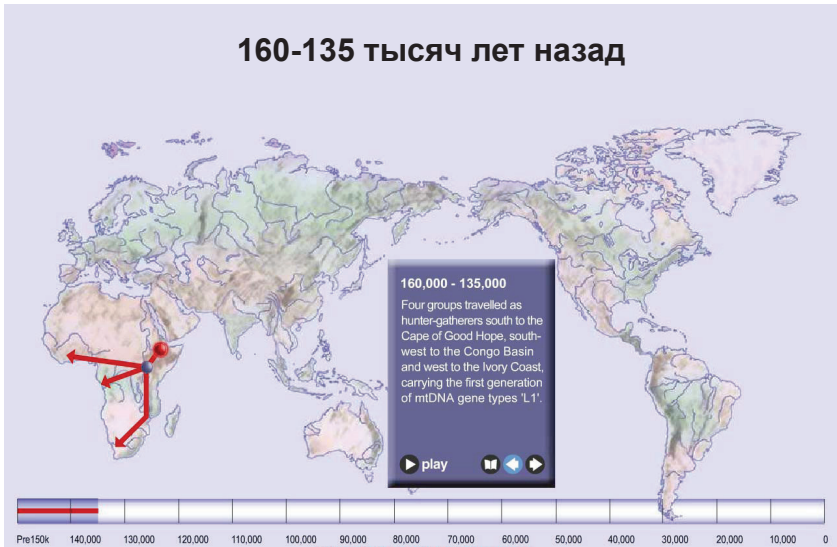 160-135 тысяч лет назад
160,000 - 135,000
Four groups travelled as
hunter-gatherers south to the
Cape of Good Hope, south-
west to the Congo Basin
and west to the Ivory Coast,
carrying the first generation
of mtDNA gene types 'L1'.
play
Pre150k 140,000 130,000 120,000 110,000 100,000 90,000 80,000 70,000 60,000 50,000 40,000 30,000 20,000 10,000 0